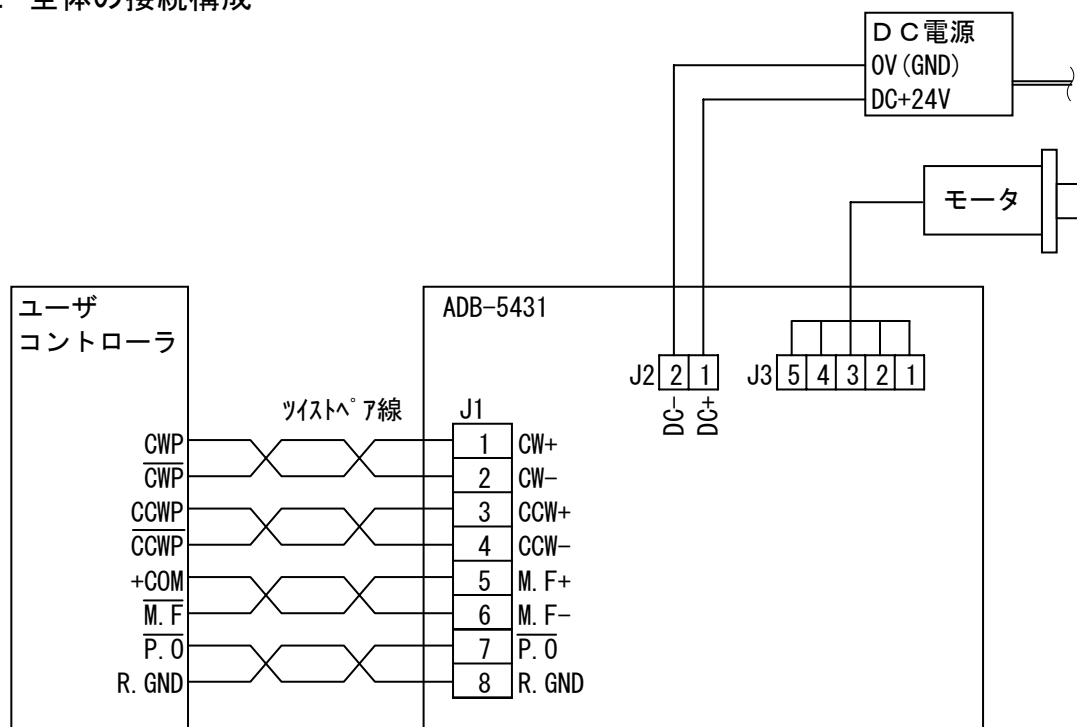 全体の接続構成
DC電源
0V(GND)
DC+24V
モータ
ユーザ
コントローラ
ADB-5431
J2 2 1
J3 5 4 3 2 1
DC-
DC+
ツイストペア線
J1
CWP 1 CW+
C̅W̅P̅ 2 CW-
CCWP 3 CCW+
C̅C̅W̅P̅ 4 CCW-
+COM 5 M.F+
M̅.̅F̅ 6 M.F-
P̅.̅O̅ 7 P̅.̅O̅
R.GND 8 R.GND